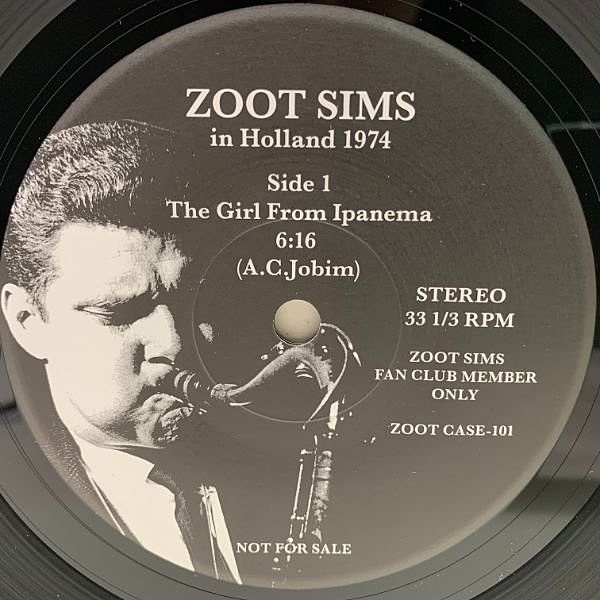 ZOOT SIMS
in Holland 1974
Side 1
The Girl From Ipanema
6:16
(A.C.Jobim)
STEREO
33 1/3 RPM
ZOOT SIMS
FAN CLUB MEMBER
ONLY
ZOOT CASE-101
NOT FOR SALE